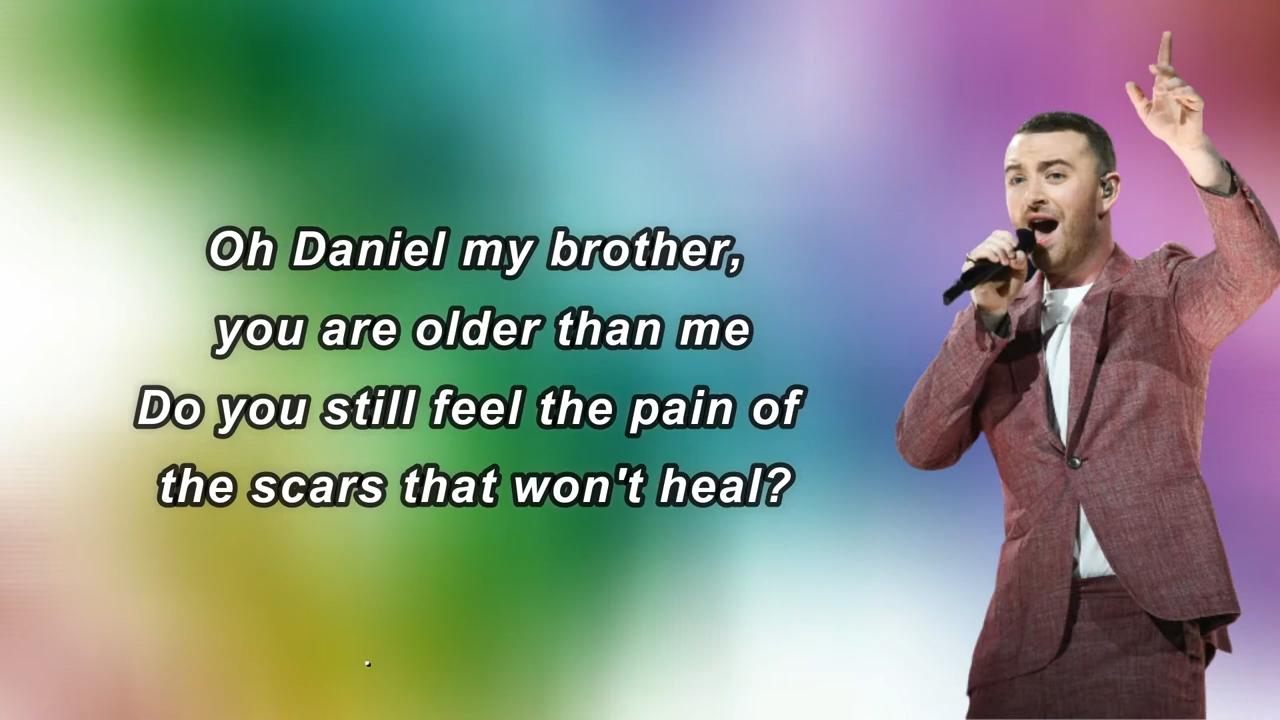 Oh Daniel my brother,
you are older than me
Do you still feel the pain of
the scars that won't heal?